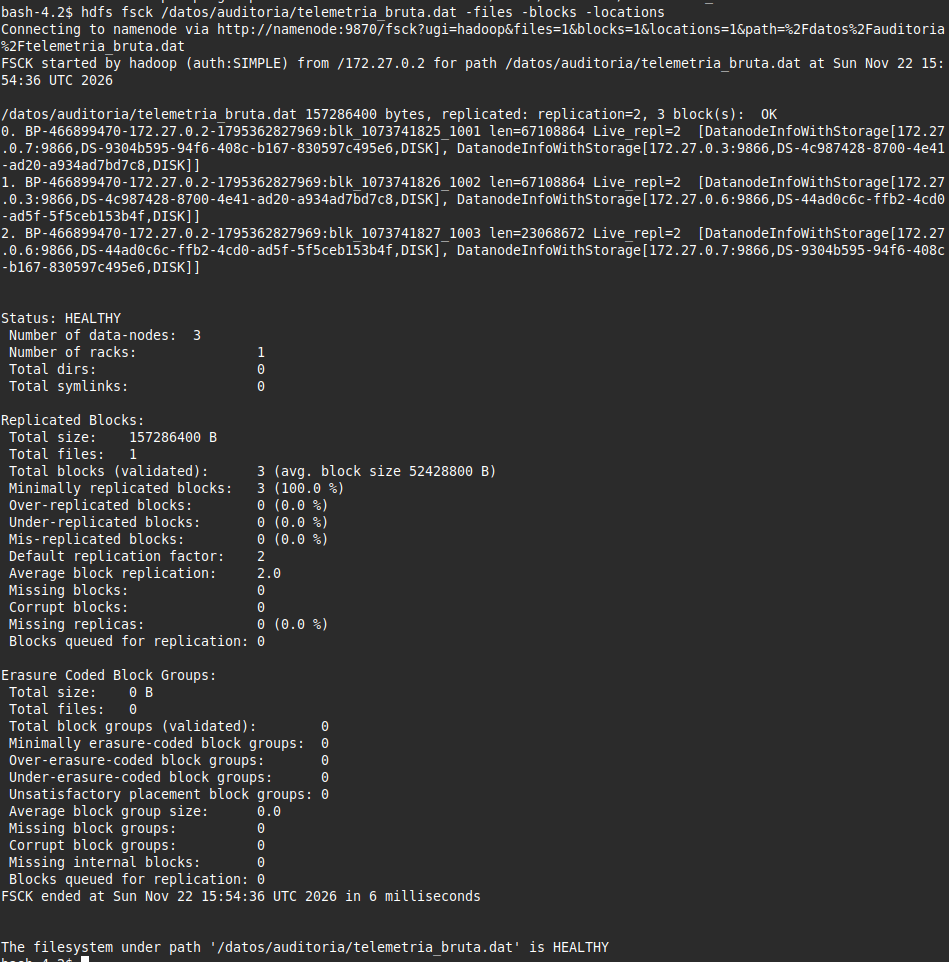 bash-4.2$ hdfs fsck /datos/auditoria/telemetria_bruta.dat -files -blocks -locations
Connecting to namenode via http://namenode:9870/fsck?ugi=hadoop&files=1&blocks=1&locations=1&path=%2Fdatos%2Fauditoria
%2Ftelemetria_bruta.dat
FSCK started by hadoop (auth:SIMPLE) from /172.27.0.2 for path /datos/auditoria/telemetria_bruta.dat at Sun Nov 22 15:
54:36 UTC 2026

/datos/auditoria/telemetria_bruta.dat 157286400 bytes, replicated: replication=2, 3 block(s):  OK
0. BP-466899470-172.27.0.2-1795362827969:blk_1073741825_1001 len=67108864 Live_repl=2  [DatanodeInfoWithStorage[172.27
.0.7:9866,DS-9304b595-94f6-408c-b167-830597c495e6,DISK], DatanodeInfoWithStorage[172.27.0.3:9866,DS-4c987428-8700-4e41
-ad20-a934ad7bd7c8,DISK]]
1. BP-466899470-172.27.0.2-1795362827969:blk_1073741826_1002 len=67108864 Live_repl=2  [DatanodeInfoWithStorage[172.27
.0.3:9866,DS-4c987428-8700-4e41-ad20-a934ad7bd7c8,DISK], DatanodeInfoWithStorage[172.27.0.6:9866,DS-44ad0c6c-ffb2-4cd0
-ad5f-5f5ceb153b4f,DISK]]
2. BP-466899470-172.27.0.2-1795362827969:blk_1073741827_1003 len=23068672 Live_repl=2  [DatanodeInfoWithStorage[172.27
.0.6:9866,DS-44ad0c6c-ffb2-4cd0-ad5f-5f5ceb153b4f,DISK], DatanodeInfoWithStorage[172.27.0.7:9866,DS-9304b595-94f6-408c
-b167-830597c495e6,DISK]]

Status: HEALTHY
 Number of data-nodes:	3
 Number of racks:		1
 Total dirs:			0
 Total symlinks:		0

Replicated Blocks:
 Total size:	157286400 B
 Total files:	1
 Total blocks (validated):	3 (avg. block size 52428800 B)
 Minimally replicated blocks:	3 (100.0 %)
 Over-replicated blocks:	0 (0.0 %)
 Under-replicated blocks:	0 (0.0 %)
 Mis-replicated blocks:		0 (0.0 %)
 Default replication factor:	2
 Average block replication:	2.0
 Missing blocks:		0
 Corrupt blocks:		0
 Missing replicas:		0 (0.0 %)
 Blocks queued for replication:	0

Erasure Coded Block Groups:
 Total size:	0 B
 Total files:	0
 Total block groups (validated):	0
 Minimally erasure-coded block groups:	0
 Over-erasure-coded block groups:	0
 Under-erasure-coded block groups:	0
 Unsatisfactory placement block groups:	0
 Average block group size:	0.0
 Missing block groups:		0
 Corrupt block groups:		0
 Missing internal blocks:	0
 Blocks queued for replication:	0
FSCK ended at Sun Nov 22 15:54:36 UTC 2026 in 6 milliseconds

The filesystem under path '/datos/auditoria/telemetria_bruta.dat' is HEALTHY
bash-4.2$